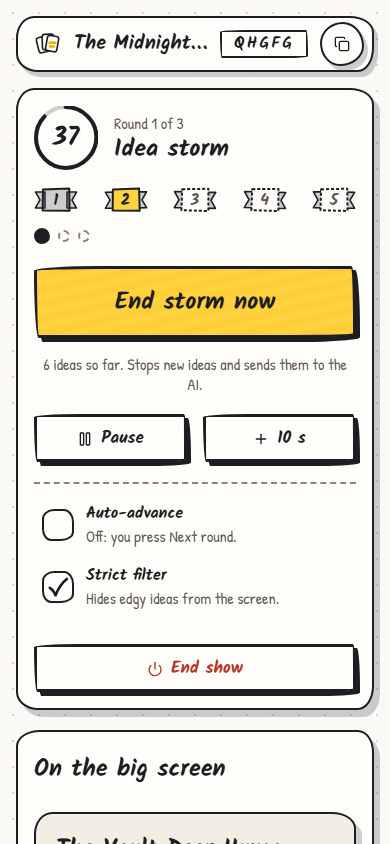 The Midnight...
QHGFG
37
Round 1 of 3
Idea storm
1
2
3
4
5
End storm now
6 ideas so far. Stops new ideas and sends them to the
AI.
Pause
+ 10 s
Auto-advance
Off: you press Next round.
Strict filter
Hides edgy ideas from the screen.
End show
On the big screen